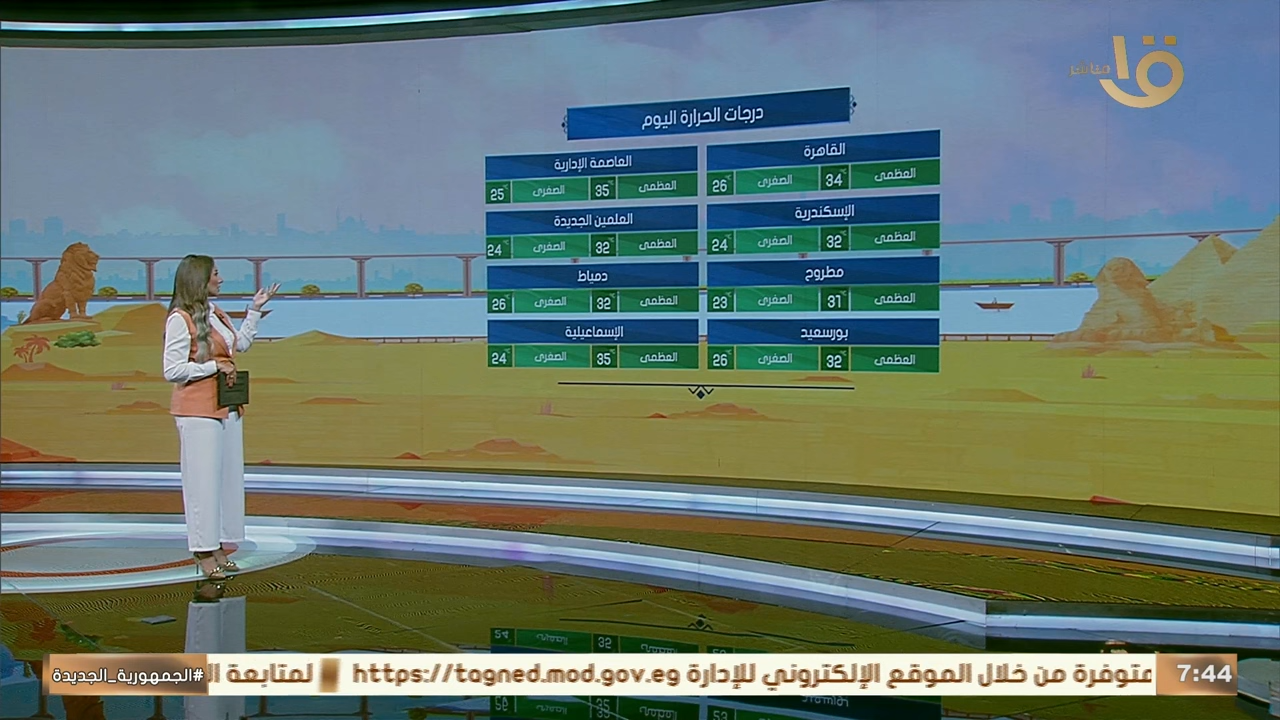 مباشر
درجات الحرارة اليوم
القاهرة
العظمى 34 الصغرى 26
العاصمة الإدارية
العظمى 35 الصغرى 25
الإسكندرية
العظمى 32 الصغرى 24
العلمين الجديدة
العظمى 32 الصغرى 24
مطروح
العظمى 31 الصغرى 23
دمياط
العظمى 32 الصغرى 26
بورسعيد
العظمى 32 الصغرى 26
الإسماعيلية
العظمى 35 الصغرى 24
متوفرة من خلال الموقع الإلكتروني للإدارة https://tagned.mod.gov.eg لمتابعة
#الجمهورية_الجديدة
7:44